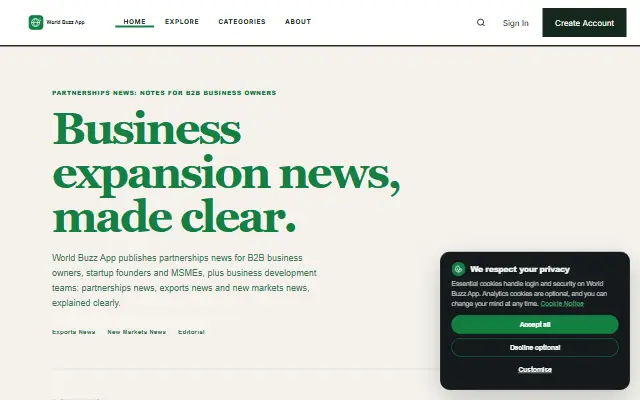 World Buzz App
HOME EXPLORE CATEGORIES ABOUT
Sign In
Create Account
PARTNERSHIPS NEWS: NOTES FOR B2B BUSINESS OWNERS
Business
expansion news,
made clear.
World Buzz App publishes partnerships news for B2B business
owners, startup founders and MSMEs, plus business development
teams: partnerships news, exports news and new markets news,
explained clearly.
Exports News New Markets News Editorial
We respect your privacy
Essential cookies handle login and security on World
Buzz App. Analytics cookies are optional, and you can
change your mind at any time. Cookie Notice
Accept all
Decline optional
Customise